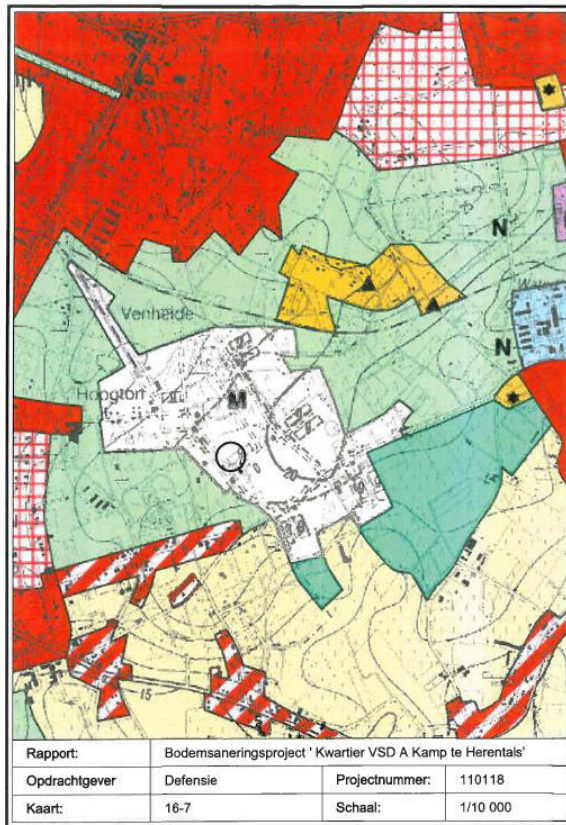 N
Venheide
N
Hoogton
M
20
15
Rapport: Bodemsaneringsproject ' Kwartier VSD A Kamp te Herentals'
Opdrachtgever Defensie Projectnummer: 110118
Kaart: 16-7 Schaal: 1/10 000